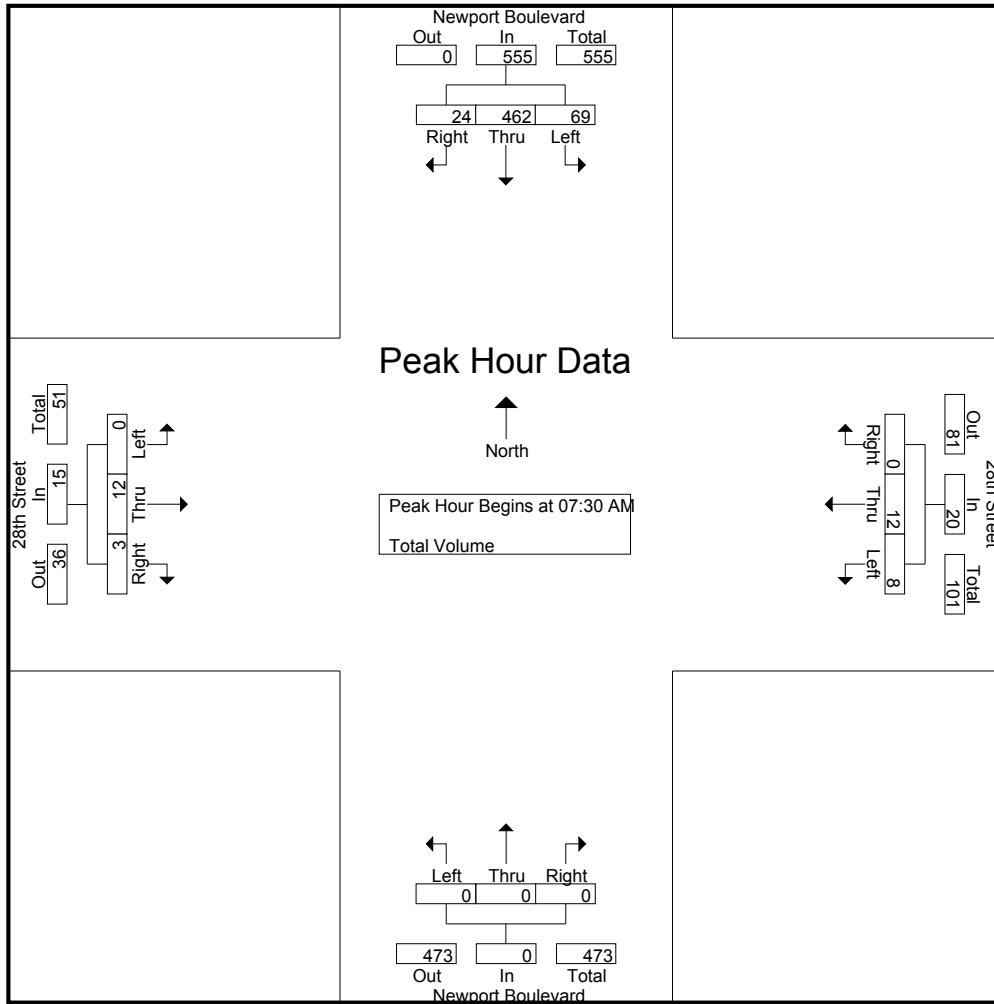 Newport Boulevard
Out In Total
0 555 555
24 462 69
Right Thru Left
Peak Hour Data
North
Peak Hour Begins at 07:30 AM
Total Volume
28th Street
Total In Out
51 15 36
0 12 3
Left Thru Right
Right Thru Left
0 12 8
Out In Total
81 20 101
28th Street
Left Thru Right
0 0 0
473 0 473
Out In Total
Newport Boulevard